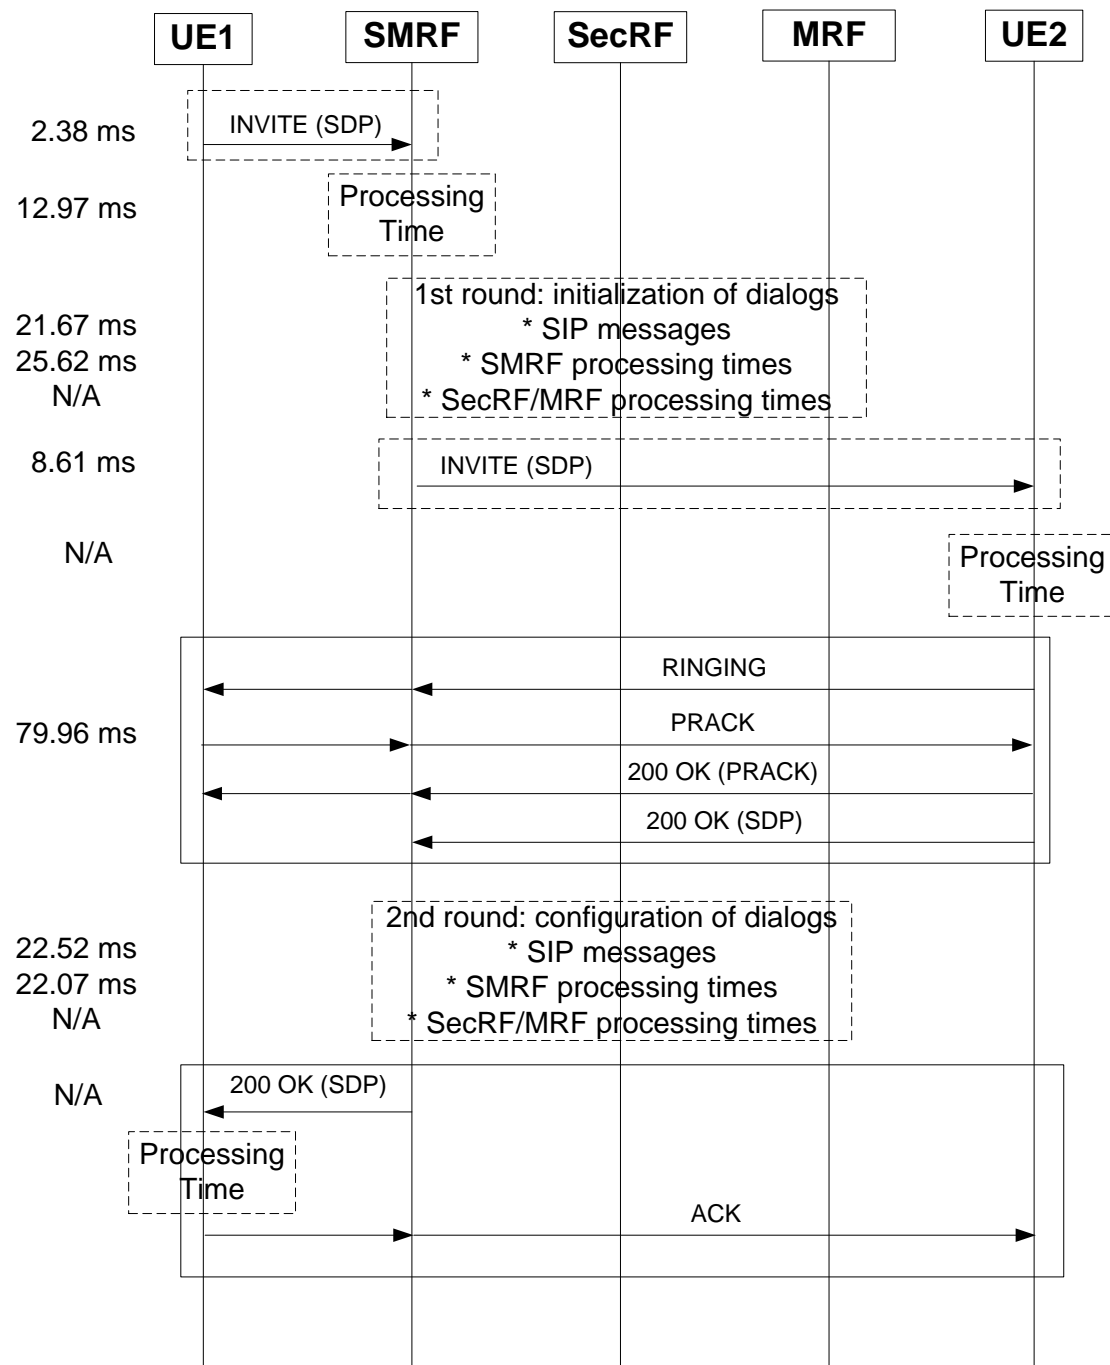 UE1 SMRF SecRF MRF UE2
2.38 ms
INVITE (SDP)
12.97 ms
Processing
Time
21.67 ms
25.62 ms
N/A
1st round: initialization of dialogs
* SIP messages
* SMRF processing times
* SecRF/MRF processing times
8.61 ms
INVITE (SDP)
N/A
Processing
Time
RINGING
79.96 ms
PRACK
200 OK (PRACK)
200 OK (SDP)
22.52 ms
22.07 ms
N/A
2nd round: configuration of dialogs
* SIP messages
* SMRF processing times
* SecRF/MRF processing times
N/A
200 OK (SDP)
Processing
Time
ACK